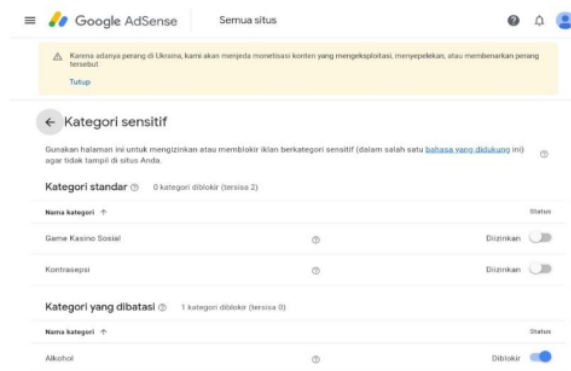 Google AdSense Semua situs
Karena adanya perang di Ukraina, kami akan menjeda monetisasi konten yang mengeksploitasi, menyepelekan, atau membenarkan perang
tersebut
Tutup
Kategori sensitif
Gunakan halaman ini untuk mengizinkan atau memblokir iklan berkategori sensitif (dalam salah satu bahasa yang didukung ini)
agar tidak tampil di situs Anda.
Kategori standar 0 kategori diblokir (tersisa 2)
Nama kategori ↑ Status
Game Kasino Sosial Diizinkan
Kontrasepsi Diizinkan
Kategori yang dibatasi 1 kategori diblokir (tersisa 0)
Nama kategori ↑ Status
Alkohol Diblokir